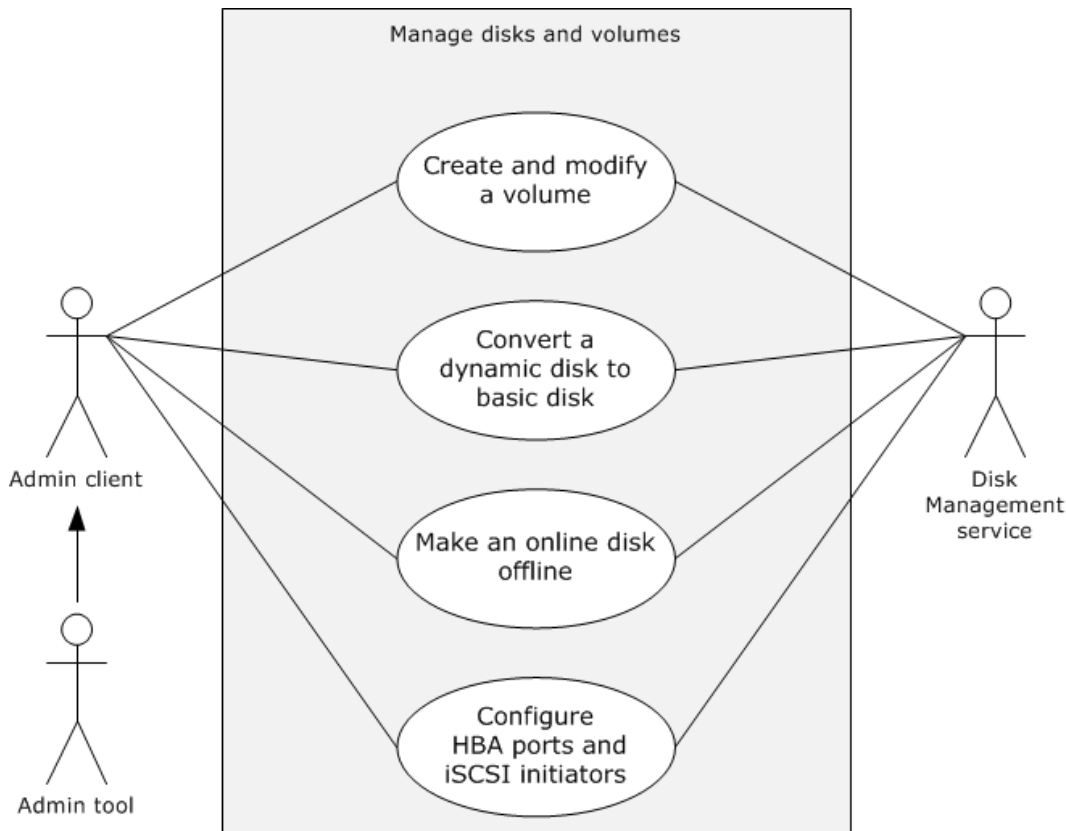 Manage disks and volumes
Create and modify
a volume
Convert a
dynamic disk to
basic disk
Admin client
Disk
Management
service
Make an online disk
offline
Configure
HBA ports and
iSCSI initiators
Admin tool